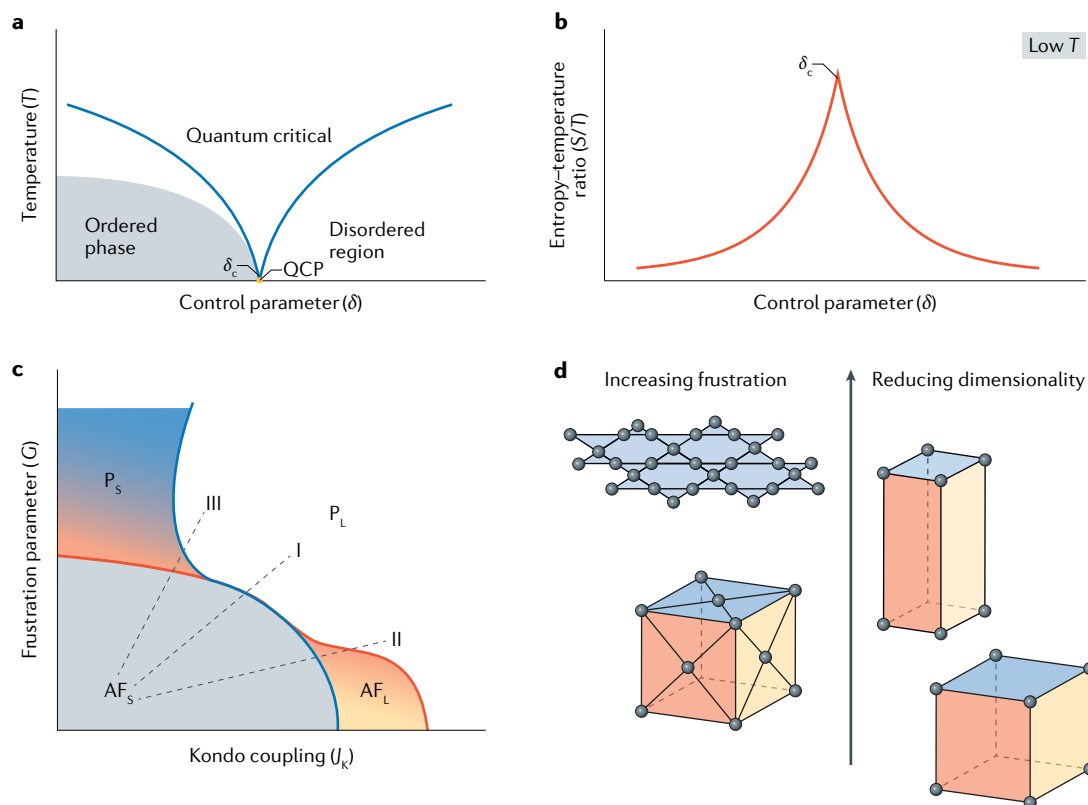 a
Temperature (T)
Quantum critical
Ordered
phase
Disordered
region
δc
QCP
Control parameter (δ)
b
Low T
δc
Entropy–temperature
ratio (S/T)
Control parameter (δ)
c
Frustration parameter (G)
PS
III
PL
I
II
AFS
AFL
Kondo coupling (JK)
d
Increasing frustration
Reducing dimensionality